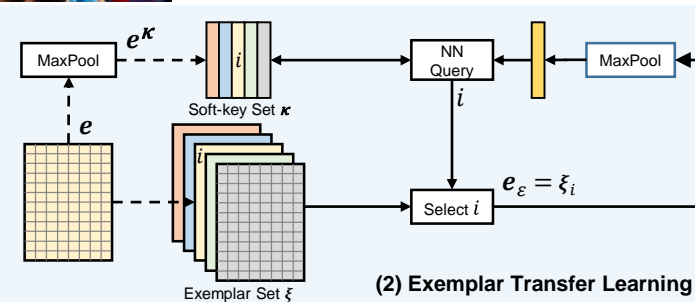 MaxPool
e^κ
i
NN
Query
MaxPool
Soft-key Set κ
e
i
i
Select i
e_ε = ξ_i
Exemplar Set ξ
(2) Exemplar Transfer Learning